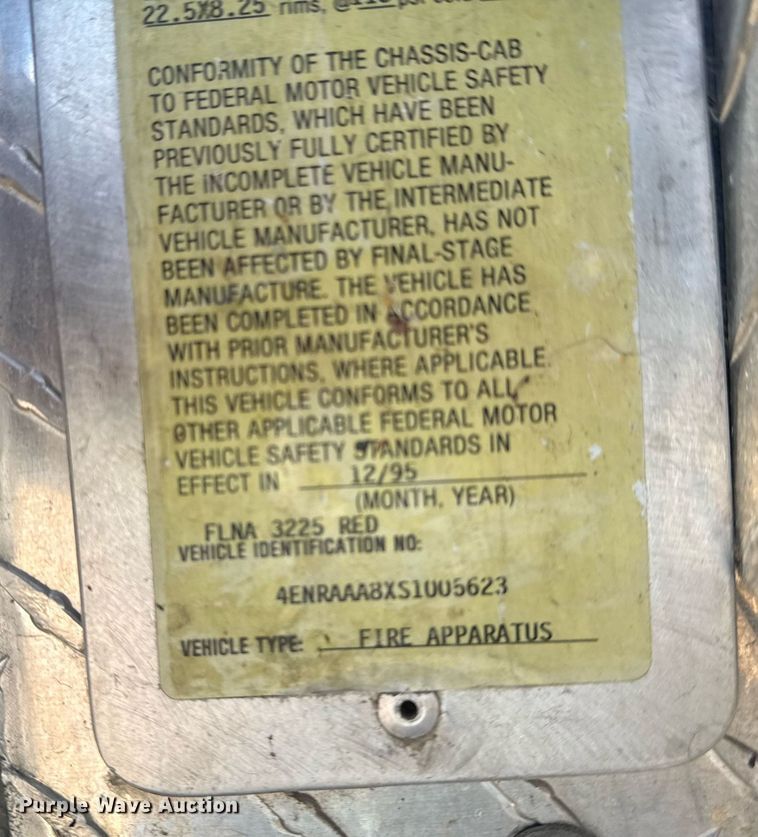 22.5X8.25 rims, @
CONFORMITY OF THE CHASSIS-CAB
TO FEDERAL MOTOR VEHICLE SAFETY
STANDARDS, WHICH HAVE BEEN
PREVIOUSLY FULLY CERTIFIED BY
THE INCOMPLETE VEHICLE MANU-
FACTURER OR BY THE INTERMEDIATE
VEHICLE MANUFACTURER, HAS NOT
BEEN AFFECTED BY FINAL-STAGE
MANUFACTURE. THE VEHICLE HAS
BEEN COMPLETED IN ACCORDANCE
WITH PRIOR MANUFACTURER'S
INSTRUCTIONS, WHERE APPLICABLE.
THIS VEHICLE CONFORMS TO ALL
OTHER APPLICABLE FEDERAL MOTOR
VEHICLE SAFETY STANDARDS IN
EFFECT IN 12/95.
(MONTH, YEAR)
FLNA 3225 RED
VEHICLE IDENTIFICATION NO:
4ENRAAA8XS1005623
VEHICLE TYPE: FIRE APPARATUS
Purple Wave Auction